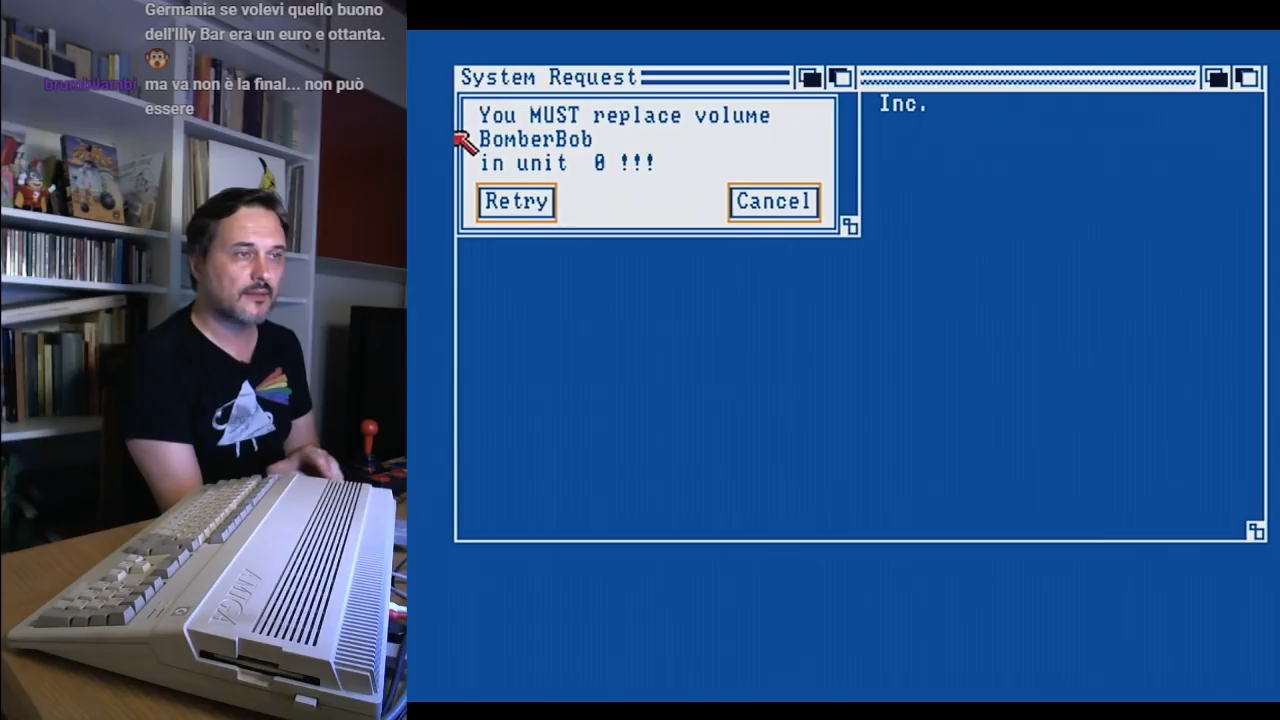 Germania se volevi quello buono
dell'Illy Bar era un euro e ottanta.
brumbilambi ma va non è la final... non può
essere
System Request
You MUST replace volume
BomberBob
in unit 0 !!!
Retry
Cancel
Inc.
AMIGA